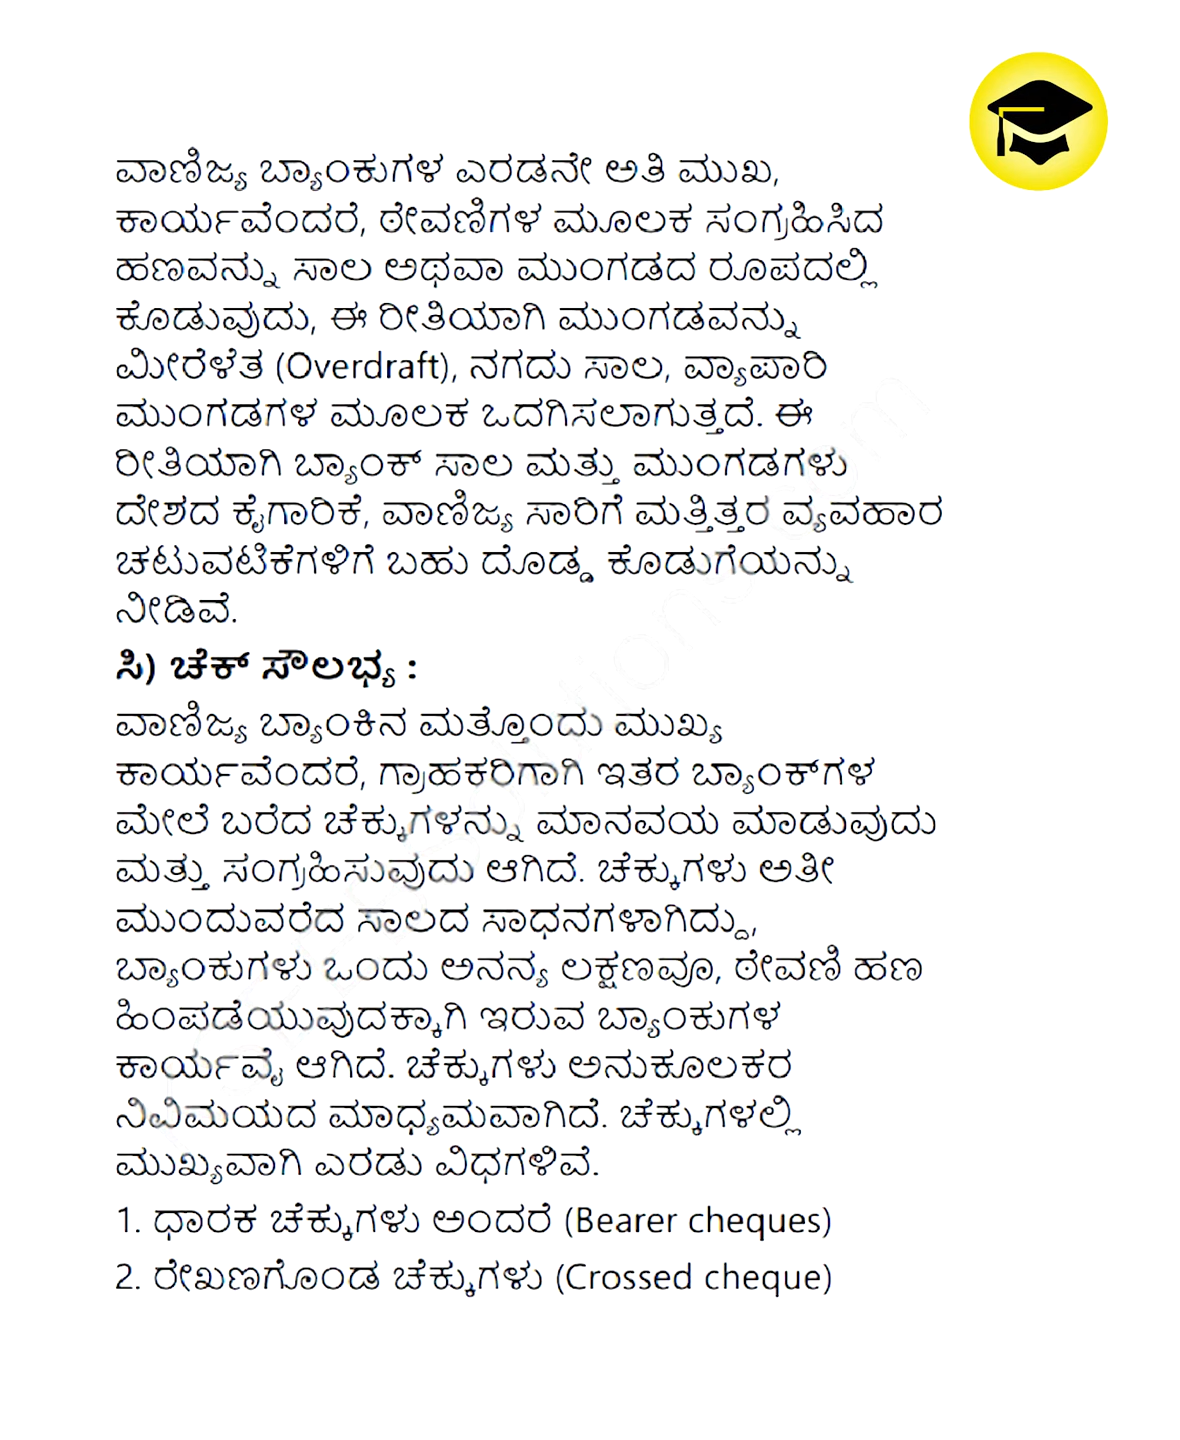 ವಾಣಿಜ್ಯ ಬ್ಯಾಂಕುಗಳ ಎರಡನೇ ಅತಿ ಮುಖ,
ಕಾರ್ಯವೆಂದರೆ, ಠೇವಣಿಗಳ ಮೂಲಕ ಸಂಗ್ರಹಿಸಿದ
ಹಣವನ್ನು ಸಾಲ ಅಥವಾ ಮುಂಗಡದ ರೂಪದಲ್ಲಿ
ಕೊಡುವುದು, ಈ ರೀತಿಯಾಗಿ ಮುಂಗಡವನ್ನು
ಮೀರೆಳೆತ (Overdraft), ನಗದು ಸಾಲ, ವ್ಯಾಪಾರಿ
ಮುಂಗಡಗಳ ಮೂಲಕ ಒದಗಿಸಲಾಗುತ್ತದೆ. ಈ
ರೀತಿಯಾಗಿ ಬ್ಯಾಂಕ್ ಸಾಲ ಮತ್ತು ಮುಂಗಡಗಳು
ದೇಶದ ಕೈಗಾರಿಕೆ, ವಾಣಿಜ್ಯ ಸಾರಿಗೆ ಮತ್ತಿತ್ತರ ವ್ಯವಹಾರ
ಚಟುವಟಿಕೆಗಳಿಗೆ ಬಹು ದೊಡ್ಡ ಕೊಡುಗೆಯನ್ನು
ನೀಡಿವೆ.
ಸಿ) ಚೆಕ್ ಸೌಲಭ್ಯ :
ವಾಣಿಜ್ಯ ಬ್ಯಾಂಕಿನ ಮತ್ತೊಂದು ಮುಖ್ಯ
ಕಾರ್ಯವೆಂದರೆ, ಗ್ರಾಹಕರಿಗಾಗಿ ಇತರ ಬ್ಯಾಂಕ್‌ಗಳ
ಮೇಲೆ ಬರೆದ ಚೆಕ್ಕುಗಳನ್ನು ಮಾನವಯ ಮಾಡುವುದು
ಮತ್ತು ಸಂಗ್ರಹಿಸುವುದು ಆಗಿದೆ. ಚೆಕ್ಕುಗಳು ಅತೀ
ಮುಂದುವರೆದ ಸಾಲದ ಸಾಧನಗಳಾಗಿದ್ದು,
ಬ್ಯಾಂಕುಗಳು ಒಂದು ಅನನ್ಯ ಲಕ್ಷಣವೂ, ಠೇವಣಿ ಹಣ
ಹಿಂಪಡೆಯುವುದಕ್ಕಾಗಿ ಇರುವ ಬ್ಯಾಂಕುಗಳ
ಕಾರ್ಯವೈ ಆಗಿದೆ. ಚೆಕ್ಕುಗಳು ಅನುಕೂಲಕರ
ನಿವಿಮಯದ ಮಾಧ್ಯಮವಾಗಿದೆ. ಚೆಕ್ಕುಗಳಲ್ಲಿ
ಮುಖ್ಯವಾಗಿ ಎರಡು ವಿಧಗಳಿವೆ.
1. ಧಾರಕ ಚೆಕ್ಕುಗಳು ಅಂದರೆ (Bearer cheques)
2. ರೇಖಣಗೊಂಡ ಚೆಕ್ಕುಗಳು (Crossed cheque)